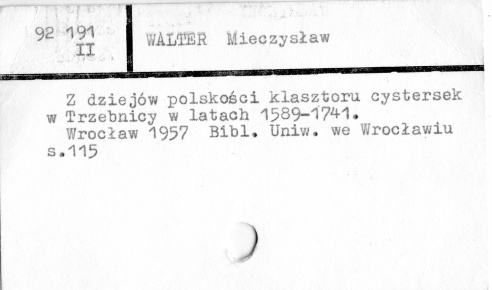 92 191
II
WALTER Mieczysław
Z dziejów polskości klasztoru cystersek
w Trzebnicy w latach 1589-1741.
Wrocław 1957 Bibl. Uniw. we Wrocławiu
s.115